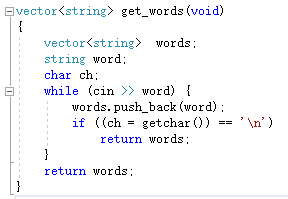 vector<string> get_words(void)
{
    vector<string>  words;
    string word;
    char ch;
    while (cin >> word) {
        words.push_back(word);
        if ((ch = getchar()) == '\n')
            return words;
    }
    return words;
}